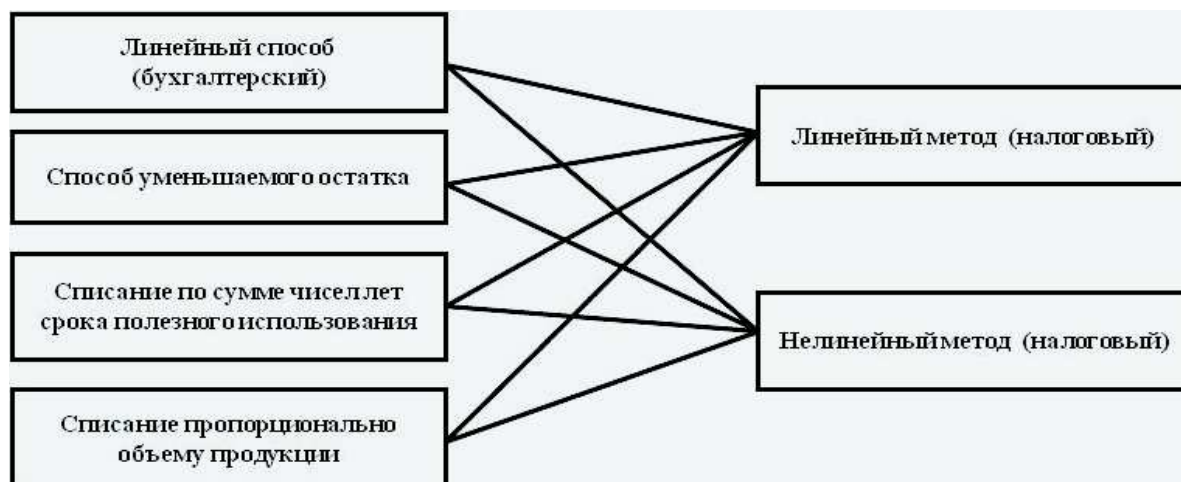 Линейный способ
(бухгалтерский)
Способ уменьшаемого остатка
Списание по сумме чисел лет
срока полезного использования
Списание пропорционально
объему продукции
Линейный метод (налоговый)
Нелинейный метод (налоговый)